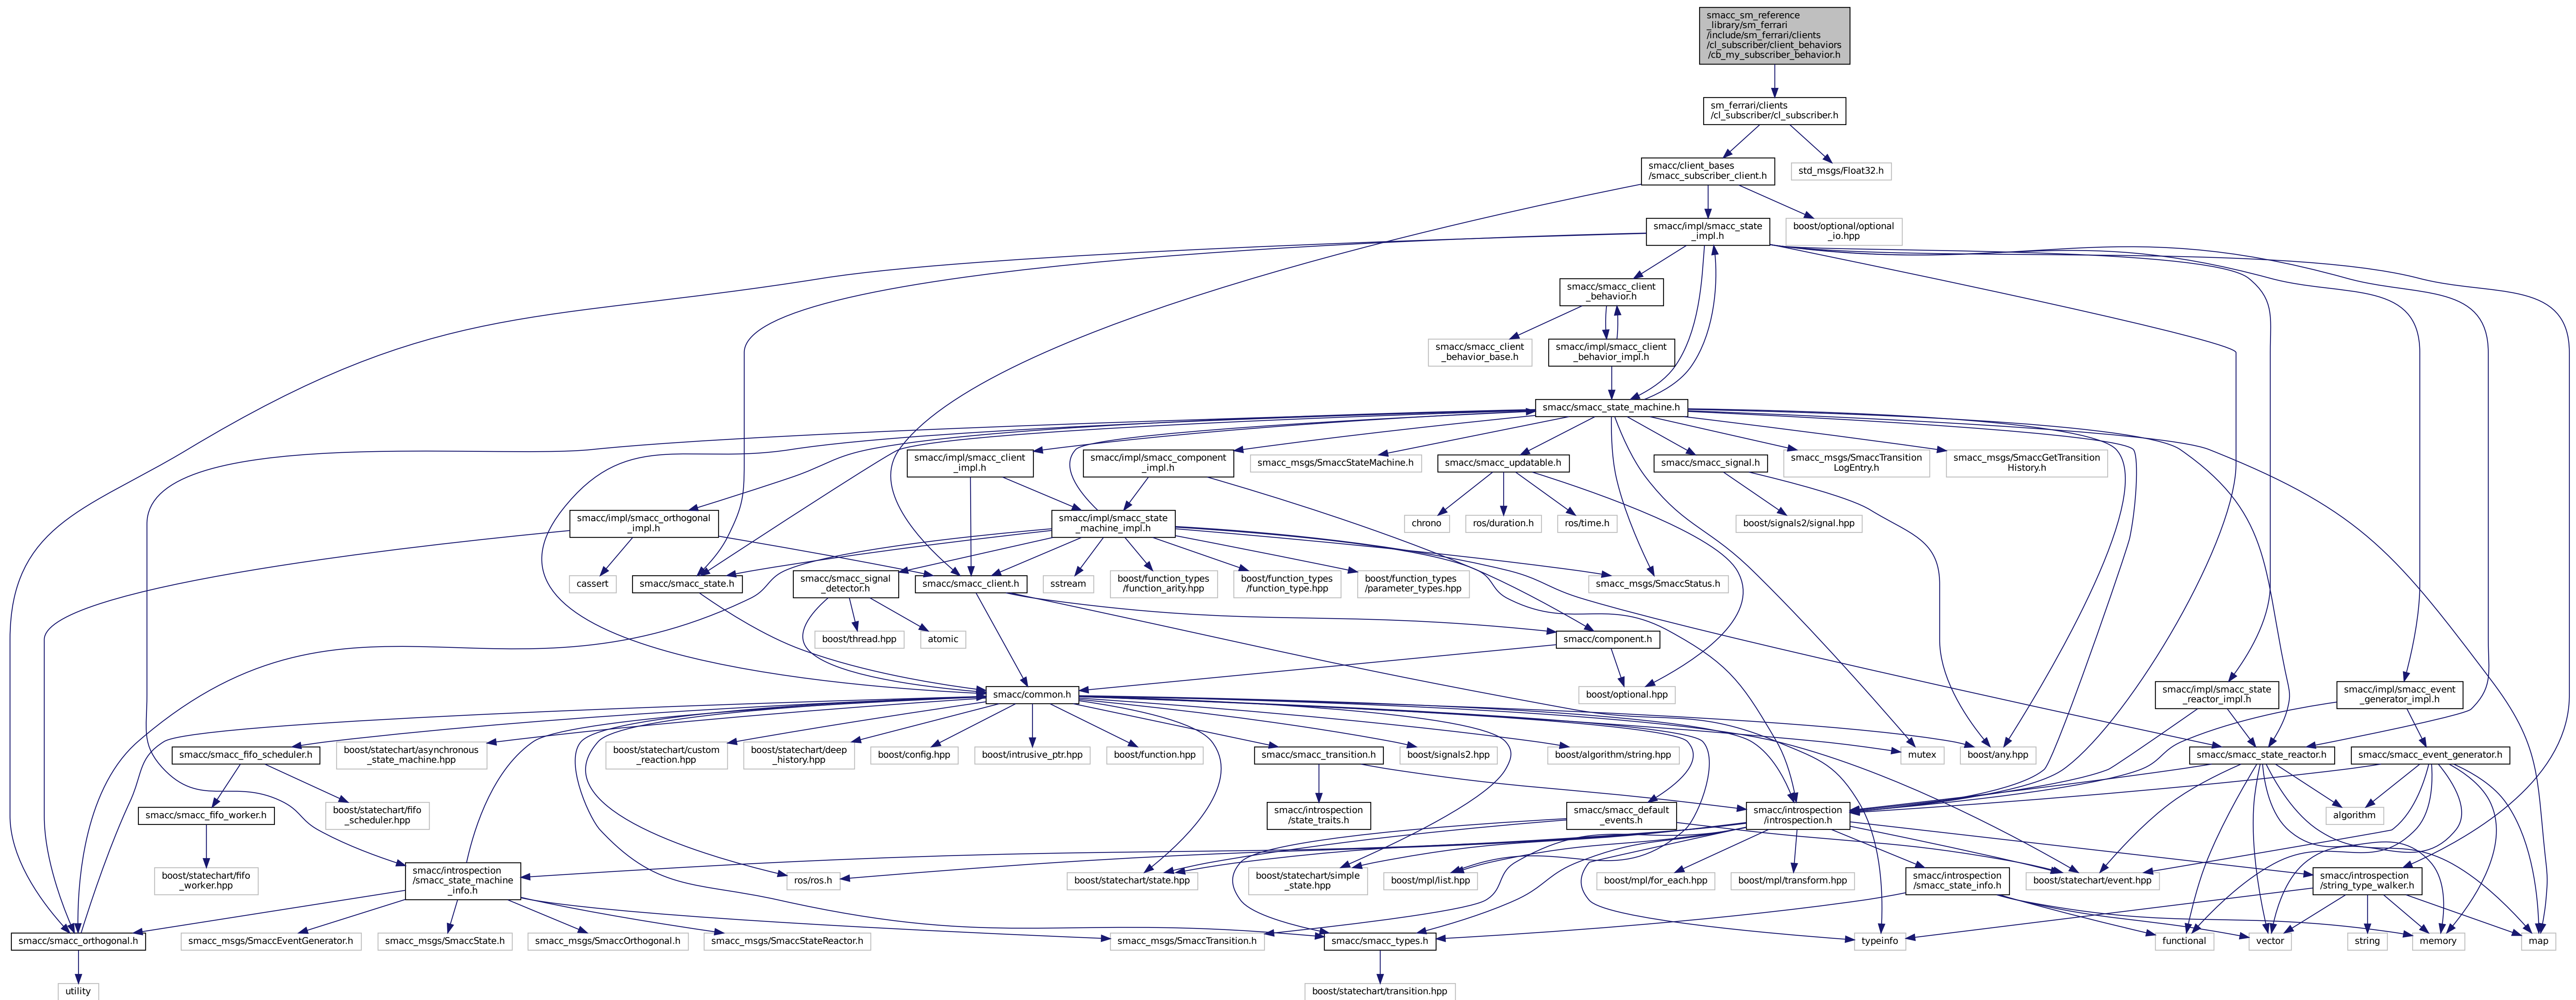 smacc_sm_reference
_library/sm_ferrari
/include/sm_ferrari/clients
/cl_subscriber/client_behaviors
/cb_my_subscriber_behavior.h
sm_ferrari/clients
/cl_subscriber/cl_subscriber.h
smacc/client_bases
/smacc_subscriber_client.h
std_msgs/Float32.h
smacc/impl/smacc_state
_impl.h
boost/optional/optional
_io.hpp
smacc/smacc_client
_behavior.h
smacc/smacc_client
_behavior_base.h
smacc/impl/smacc_client
_behavior_impl.h
smacc/smacc_state_machine.h
smacc/impl/smacc_client
_impl.h
smacc/impl/smacc_component
_impl.h
smacc_msgs/SmaccStateMachine.h
smacc/smacc_updatable.h
smacc/smacc_signal.h
smacc_msgs/SmaccTransition
LogEntry.h
smacc_msgs/SmaccGetTransition
History.h
smacc/impl/smacc_orthogonal
_impl.h
smacc/impl/smacc_state
_machine_impl.h
chrono
ros/duration.h
ros/time.h
boost/signals2/signal.hpp
cassert
smacc/smacc_state.h
smacc/smacc_signal
_detector.h
smacc/smacc_client.h
sstream
boost/function_types
/function_arity.hpp
boost/function_types
/function_type.hpp
boost/function_types
/parameter_types.hpp
smacc_msgs/SmaccStatus.h
boost/thread.hpp
atomic
smacc/component.h
smacc/common.h
boost/optional.hpp
smacc/impl/smacc_state
_reactor_impl.h
smacc/impl/smacc_event
_generator_impl.h
smacc/smacc_fifo_scheduler.h
boost/statechart/asynchronous
_state_machine.hpp
boost/statechart/custom
_reaction.hpp
boost/statechart/deep
_history.hpp
boost/config.hpp
boost/intrusive_ptr.hpp
boost/function.hpp
smacc/smacc_transition.h
boost/signals2.hpp
boost/algorithm/string.hpp
mutex
boost/any.hpp
smacc/smacc_state_reactor.h
smacc/smacc_event_generator.h
smacc/smacc_fifo_worker.h
boost/statechart/fifo
_scheduler.hpp
smacc/introspection
/state_traits.h
smacc/smacc_default
_events.h
smacc/introspection
/introspection.h
algorithm
boost/statechart/fifo
_worker.hpp
smacc/introspection
/smacc_state_machine
_info.h
ros/ros.h
boost/statechart/state.hpp
boost/statechart/simple
_state.hpp
boost/mpl/list.hpp
boost/mpl/for_each.hpp
boost/mpl/transform.hpp
smacc/introspection
/smacc_state_info.h
boost/statechart/event.hpp
smacc/introspection
/string_type_walker.h
smacc/smacc_orthogonal.h
smacc_msgs/SmaccEventGenerator.h
smacc_msgs/SmaccState.h
smacc_msgs/SmaccOrthogonal.h
smacc_msgs/SmaccStateReactor.h
smacc_msgs/SmaccTransition.h
smacc/smacc_types.h
typeinfo
functional
vector
string
memory
map
utility
boost/statechart/transition.hpp